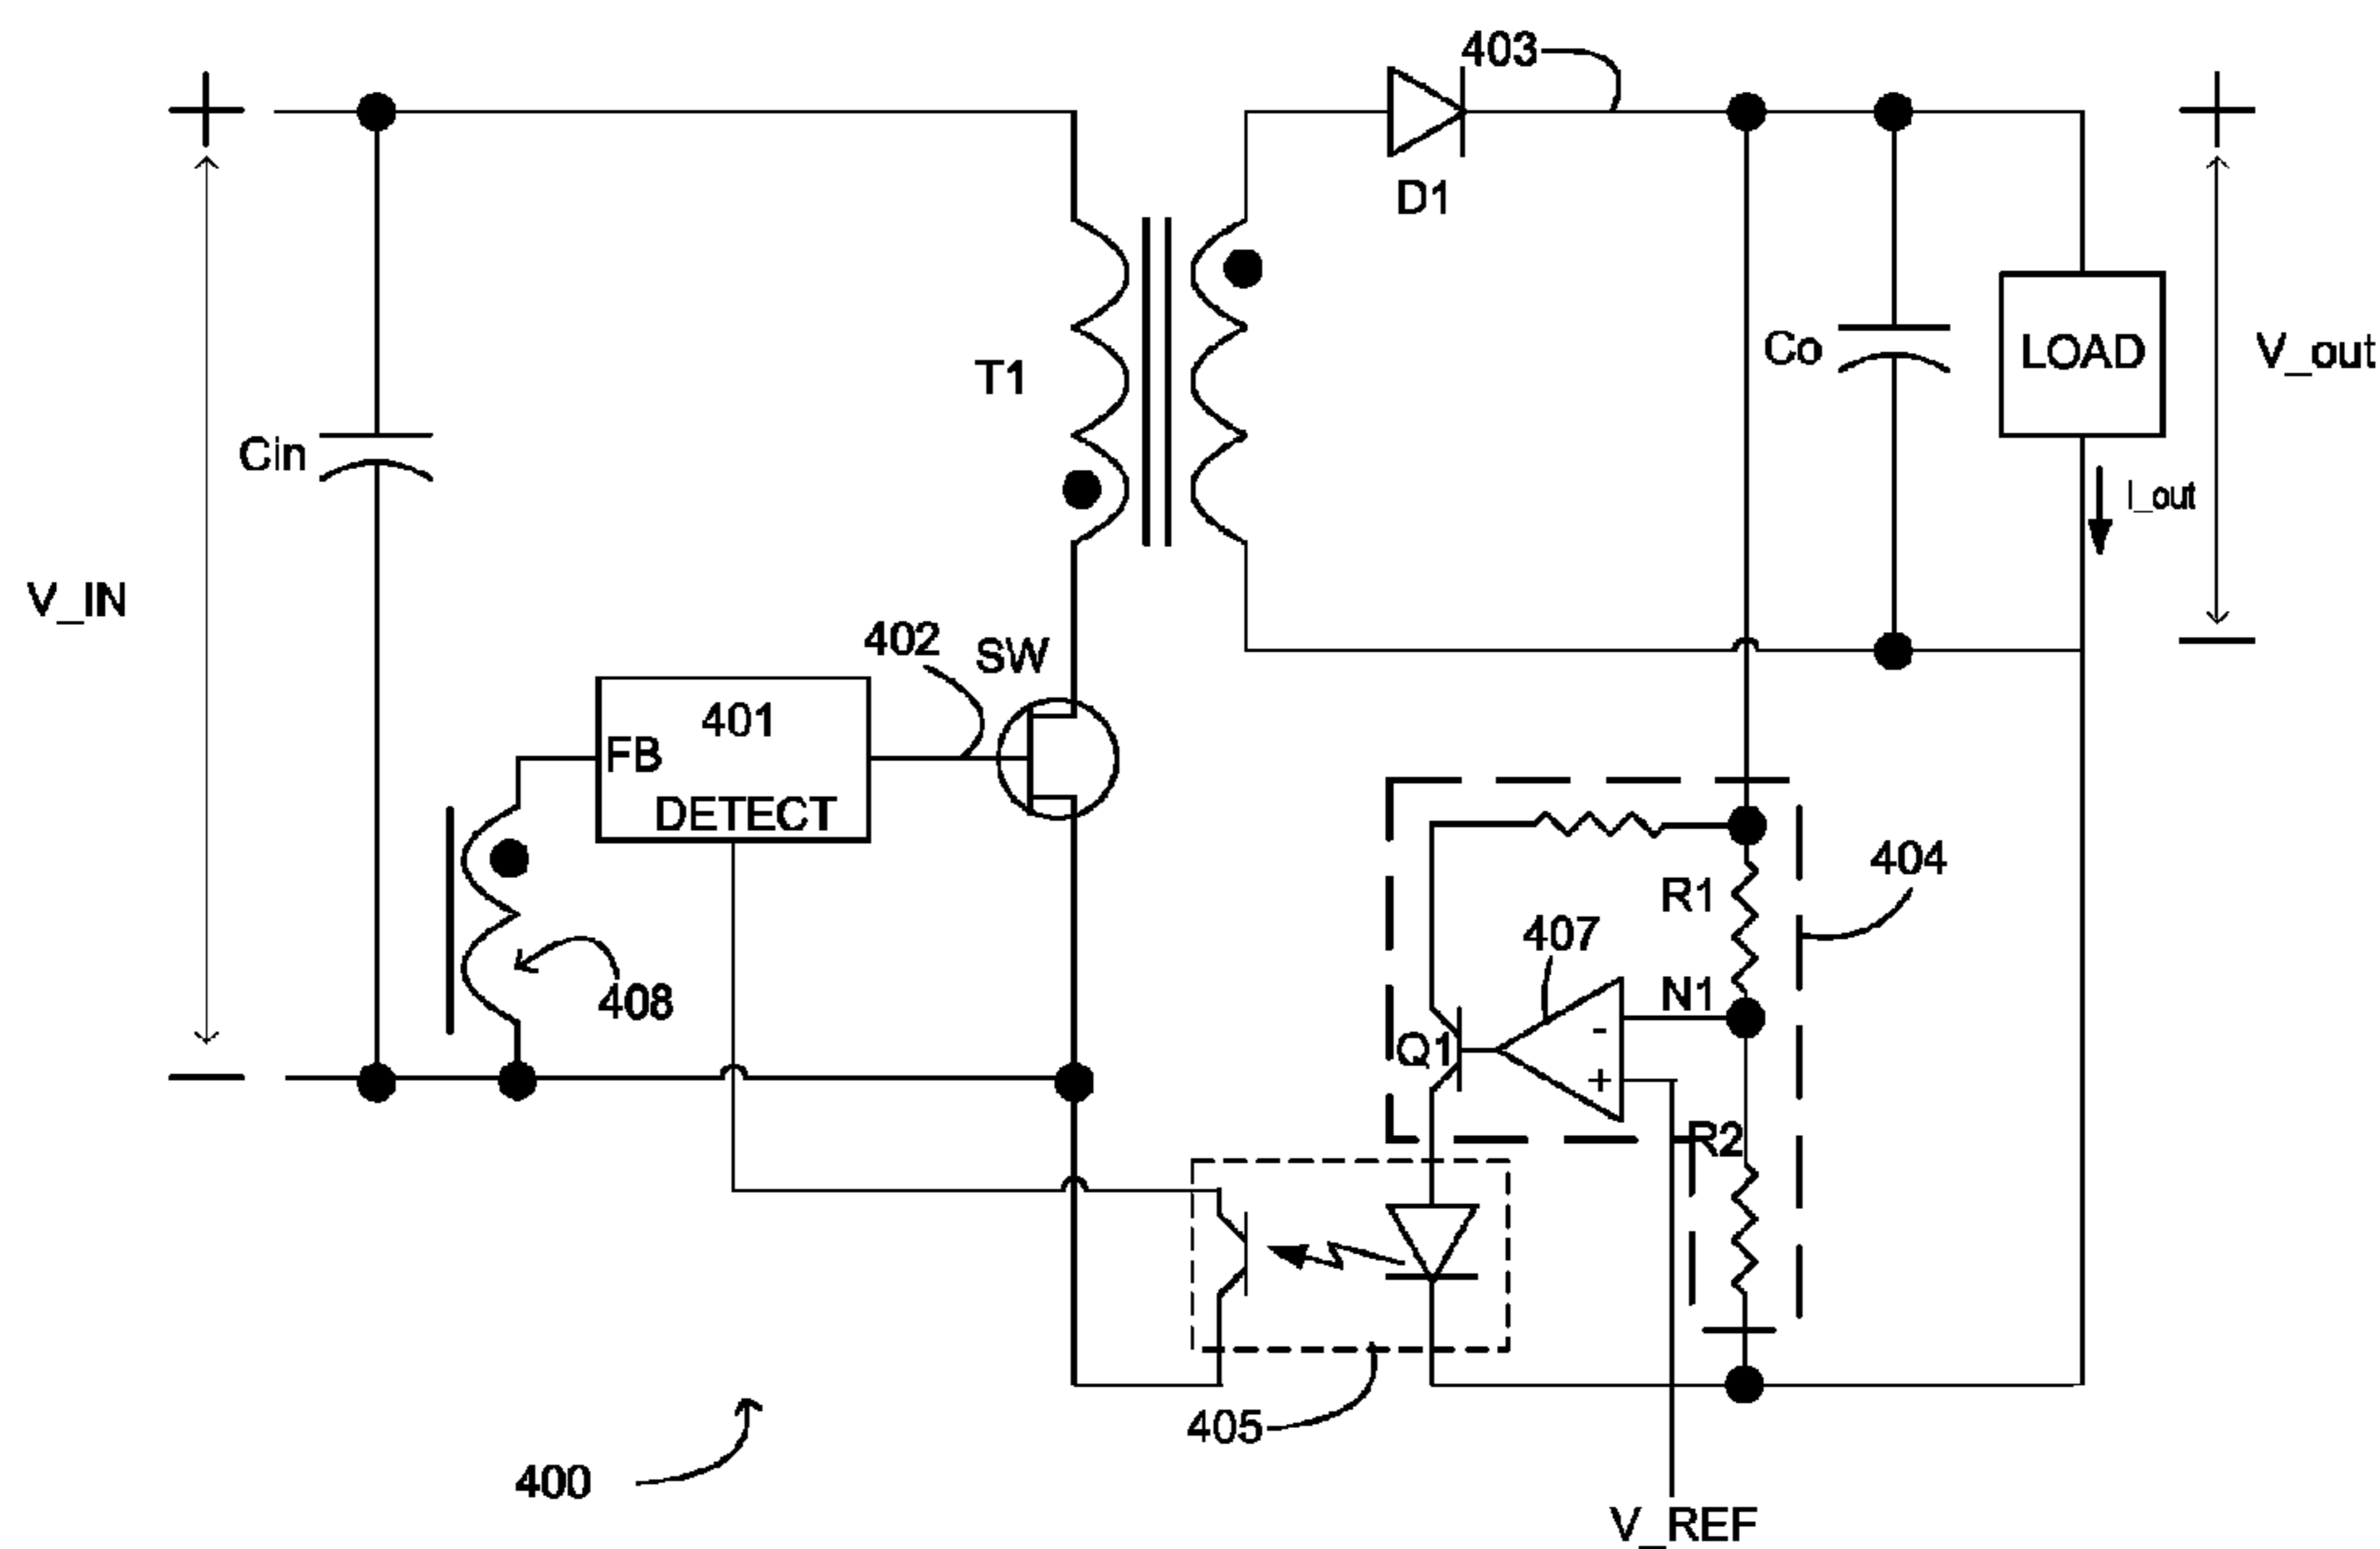 403
+
+
D1
T1
Co
LOAD
V_out
Cin
I_out
V_IN
402
SW
401
FB
DETECT
404
R1
407
N1
408
-
Q1
+
R2
405
400
V_REF